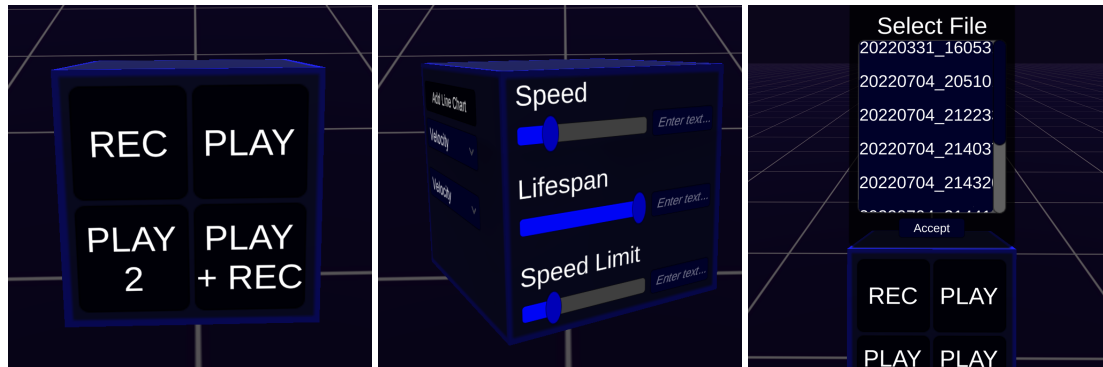 REC
PLAY
PLAY
2
PLAY
+ REC
Add Line Chart
Velocity
Velocity
Speed
Enter text...
Lifespan
Enter text...
Speed Limit
Enter text...
Select File
20220331_16053
20220704_20510
20220704_21223
20220704_21403
20220704_21432
Accept
REC
PLAY
PLAY
PLAY